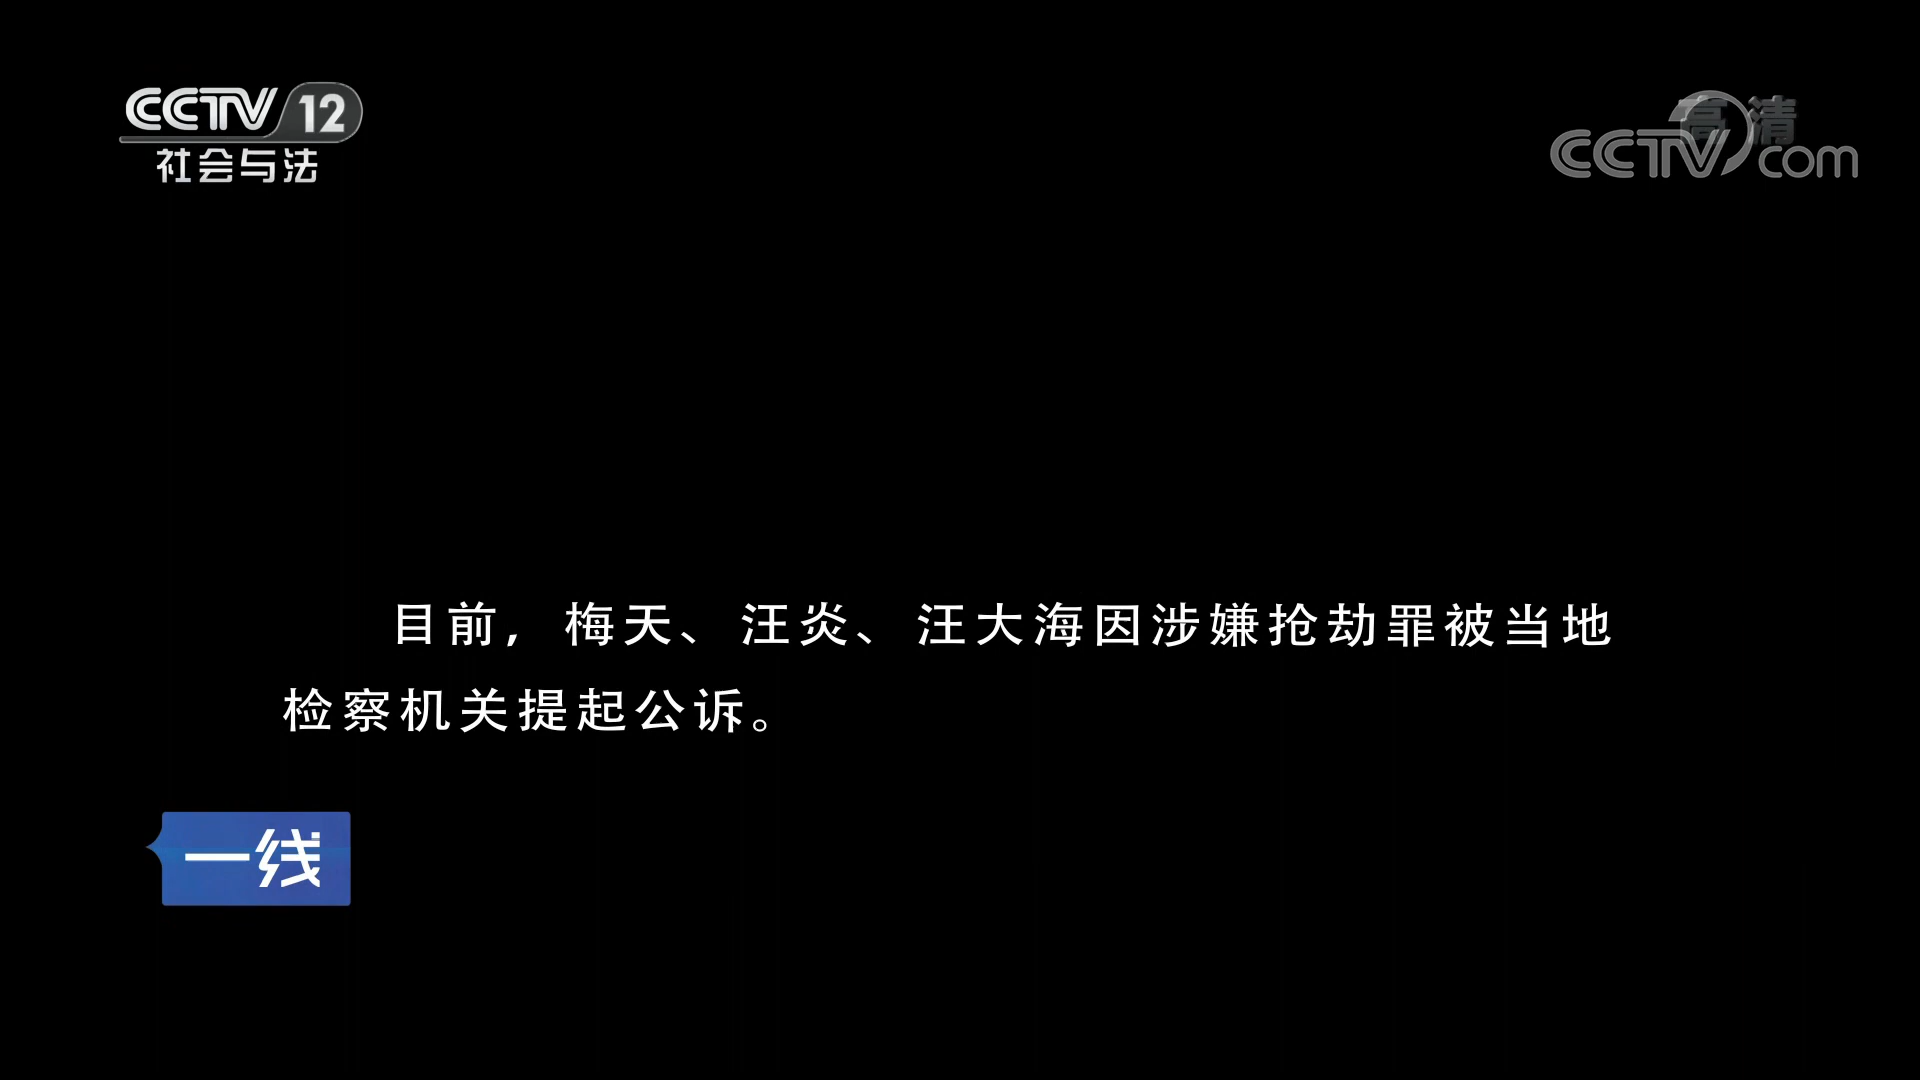 CCTV 12
社会与法
高清
CCTV com
目前，梅天、汪炎、汪大海因涉嫌抢劫罪被当地
检察机关提起公诉。
一线